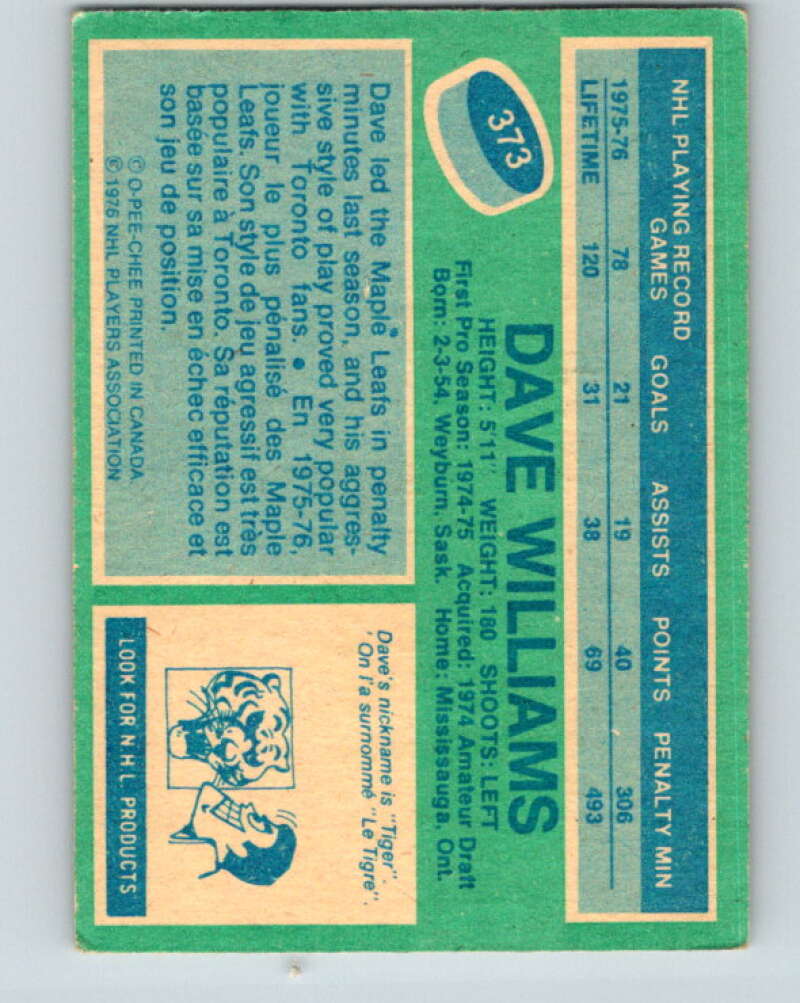 NHL PLAYING RECORD
GAMES GOALS ASSISTS POINTS PENALTY MIN
1975-76 78 21 19 40 306
LIFETIME 120 31 38 69 493
373
DAVE WILLIAMS
HEIGHT: 5'11" WEIGHT: 180 SHOOTS: LEFT
First Pro Season: 1974-75 Acquired: 1974 Amateur Draft
Born: 2-3-54, Weyburn, Sask. Home: Mississauga, Ont.
Dave led the Maple Leafs in penalty
minutes last season, and his aggres-
sive style of play proved very popular
with Toronto fans. • En 1975-76,
joueur le plus pénalisé des Maple
Leafs. Son style de jeu agressif est très
populaire à Toronto. Sa réputation est
basée sur sa mise en échec efficace et
son jeu de position.
© O-PEE-CHEE PRINTED IN CANADA
© 1976 NHL PLAYERS ASSOCIATION
Dave's nickname is "Tiger".
' On l'a surnommé "Le Tigre".
LOOK FOR N.H.L. PRODUCTS